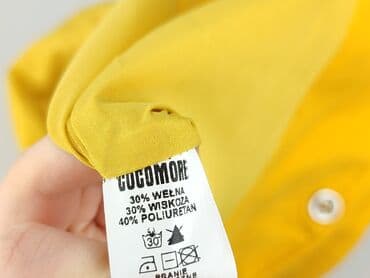 COCOMORE
30% WEŁNA
30% WISKOZA
40% POLIURETAN
30
PRANIE